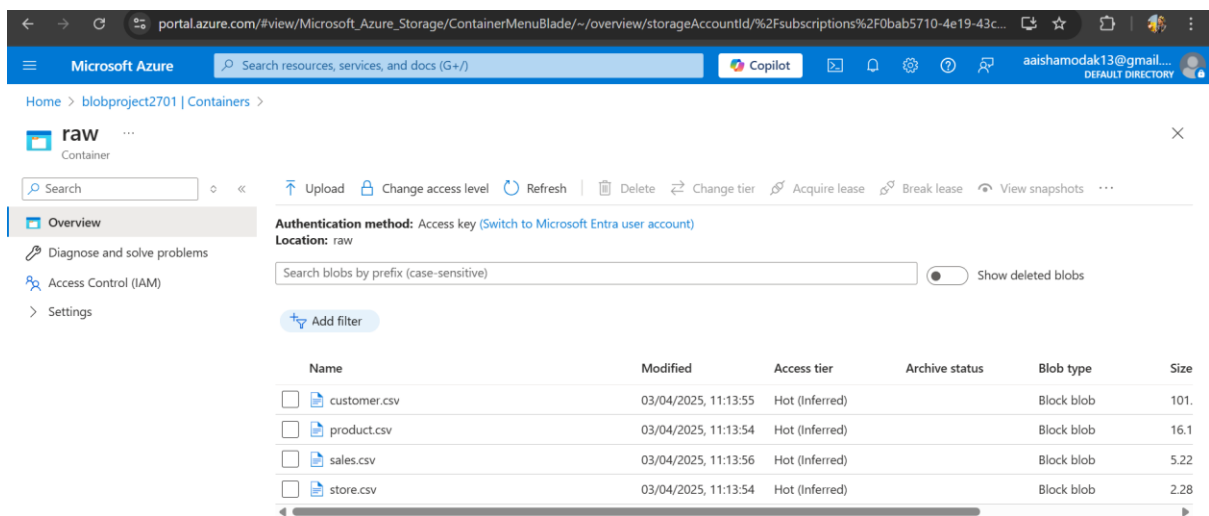 portal.azure.com/#view/Microsoft_Azure_Storage/ContainerMenuBlade/~/overview/storageAccountId/%2Fsubscriptions%2F0bab5710-4e19-43c...
Microsoft Azure Search resources, services, and docs (G+/) Copilot aaishamodak13@gmail....
DEFAULT DIRECTORY
Home > blobproject2701 | Containers >
raw ...
Container
Search Upload Change access level Refresh Delete Change tier Acquire lease Break lease View snapshots ...
Overview
Diagnose and solve problems
Access Control (IAM)
Settings
Authentication method: Access key (Switch to Microsoft Entra user account)
Location: raw
Search blobs by prefix (case-sensitive) Show deleted blobs
Add filter
Name Modified Access tier Archive status Blob type Size
customer.csv 03/04/2025, 11:13:55 Hot (Inferred) Block blob 101.
product.csv 03/04/2025, 11:13:54 Hot (Inferred) Block blob 16.1
sales.csv 03/04/2025, 11:13:56 Hot (Inferred) Block blob 5.22
store.csv 03/04/2025, 11:13:54 Hot (Inferred) Block blob 2.28